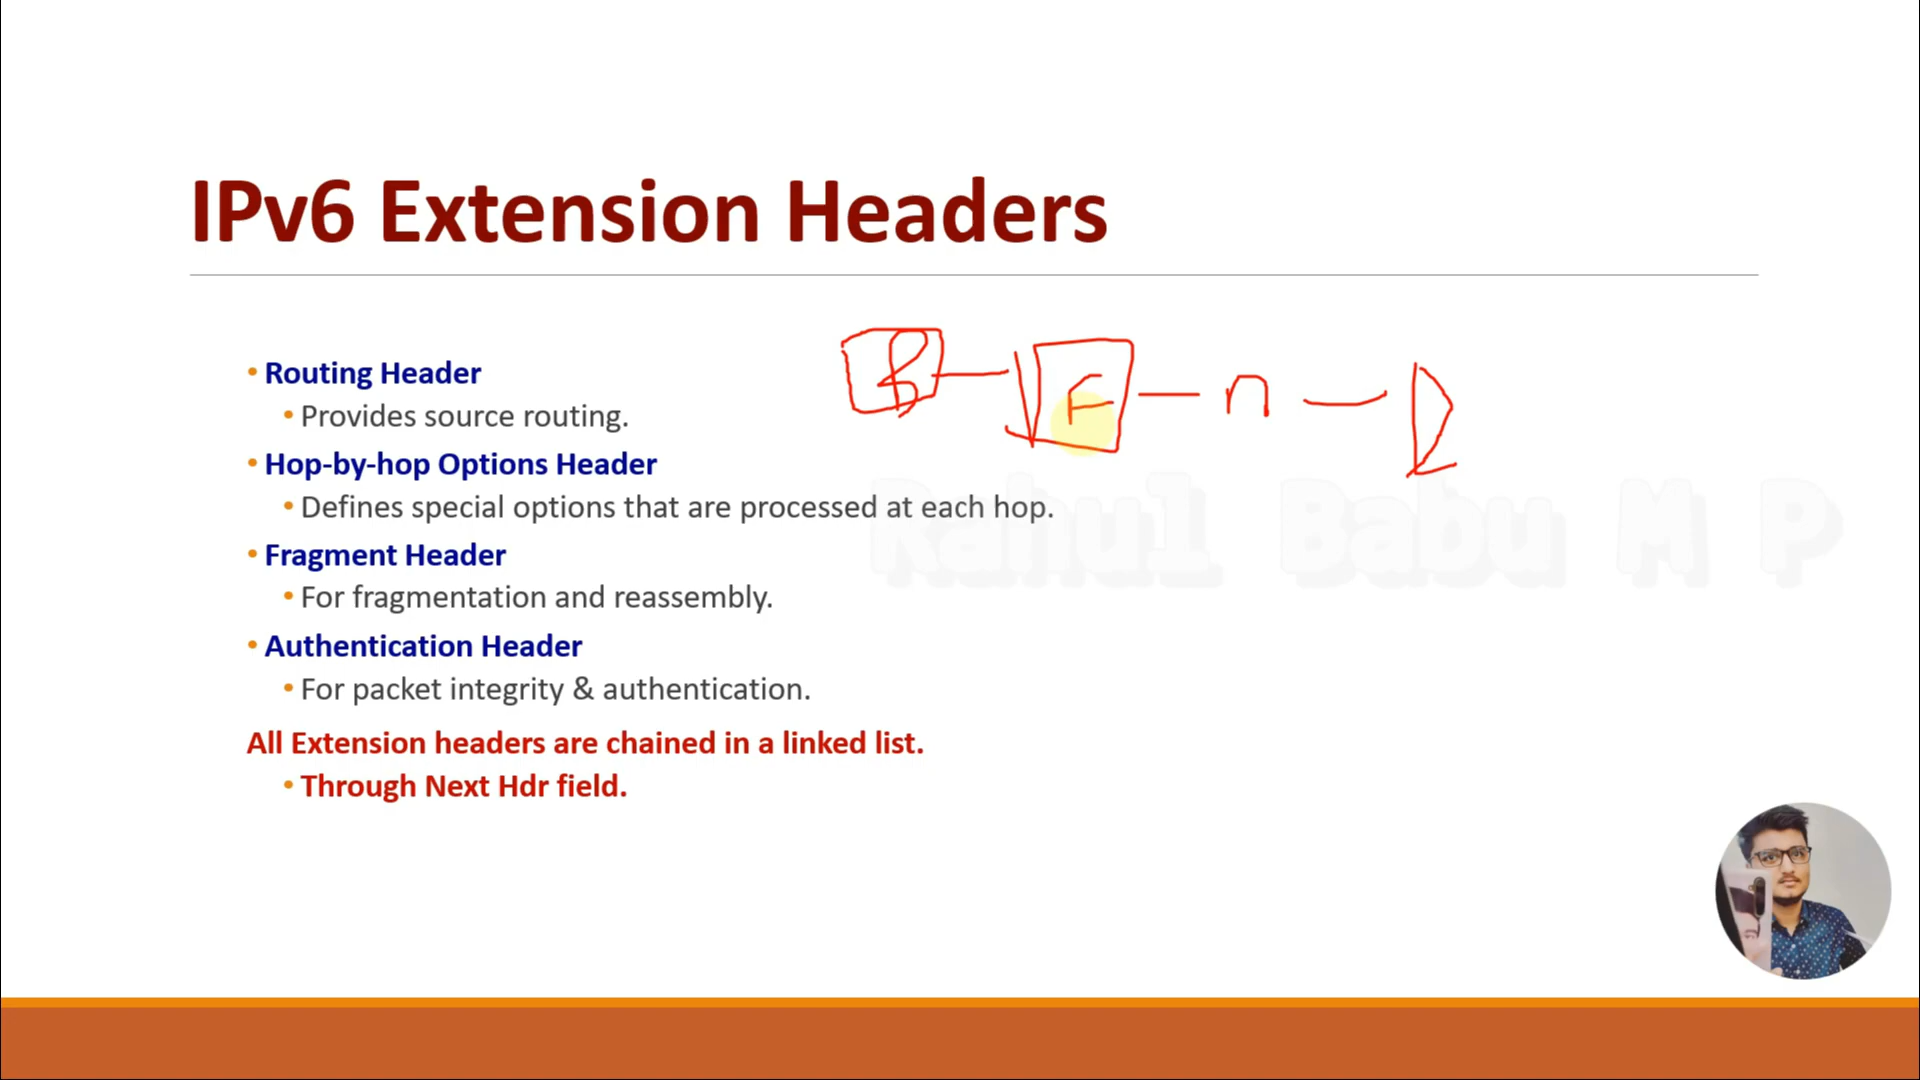 IPv6 Extension Headers
• Routing Header
• Provides source routing.
• Hop-by-hop Options Header
• Defines special options that are processed at each hop.
• Fragment Header
• For fragmentation and reassembly.
• Authentication Header
• For packet integrity & authentication.
All Extension headers are chained in a linked list.
• Through Next Hdr field.
F n D
Rahul Babu M P